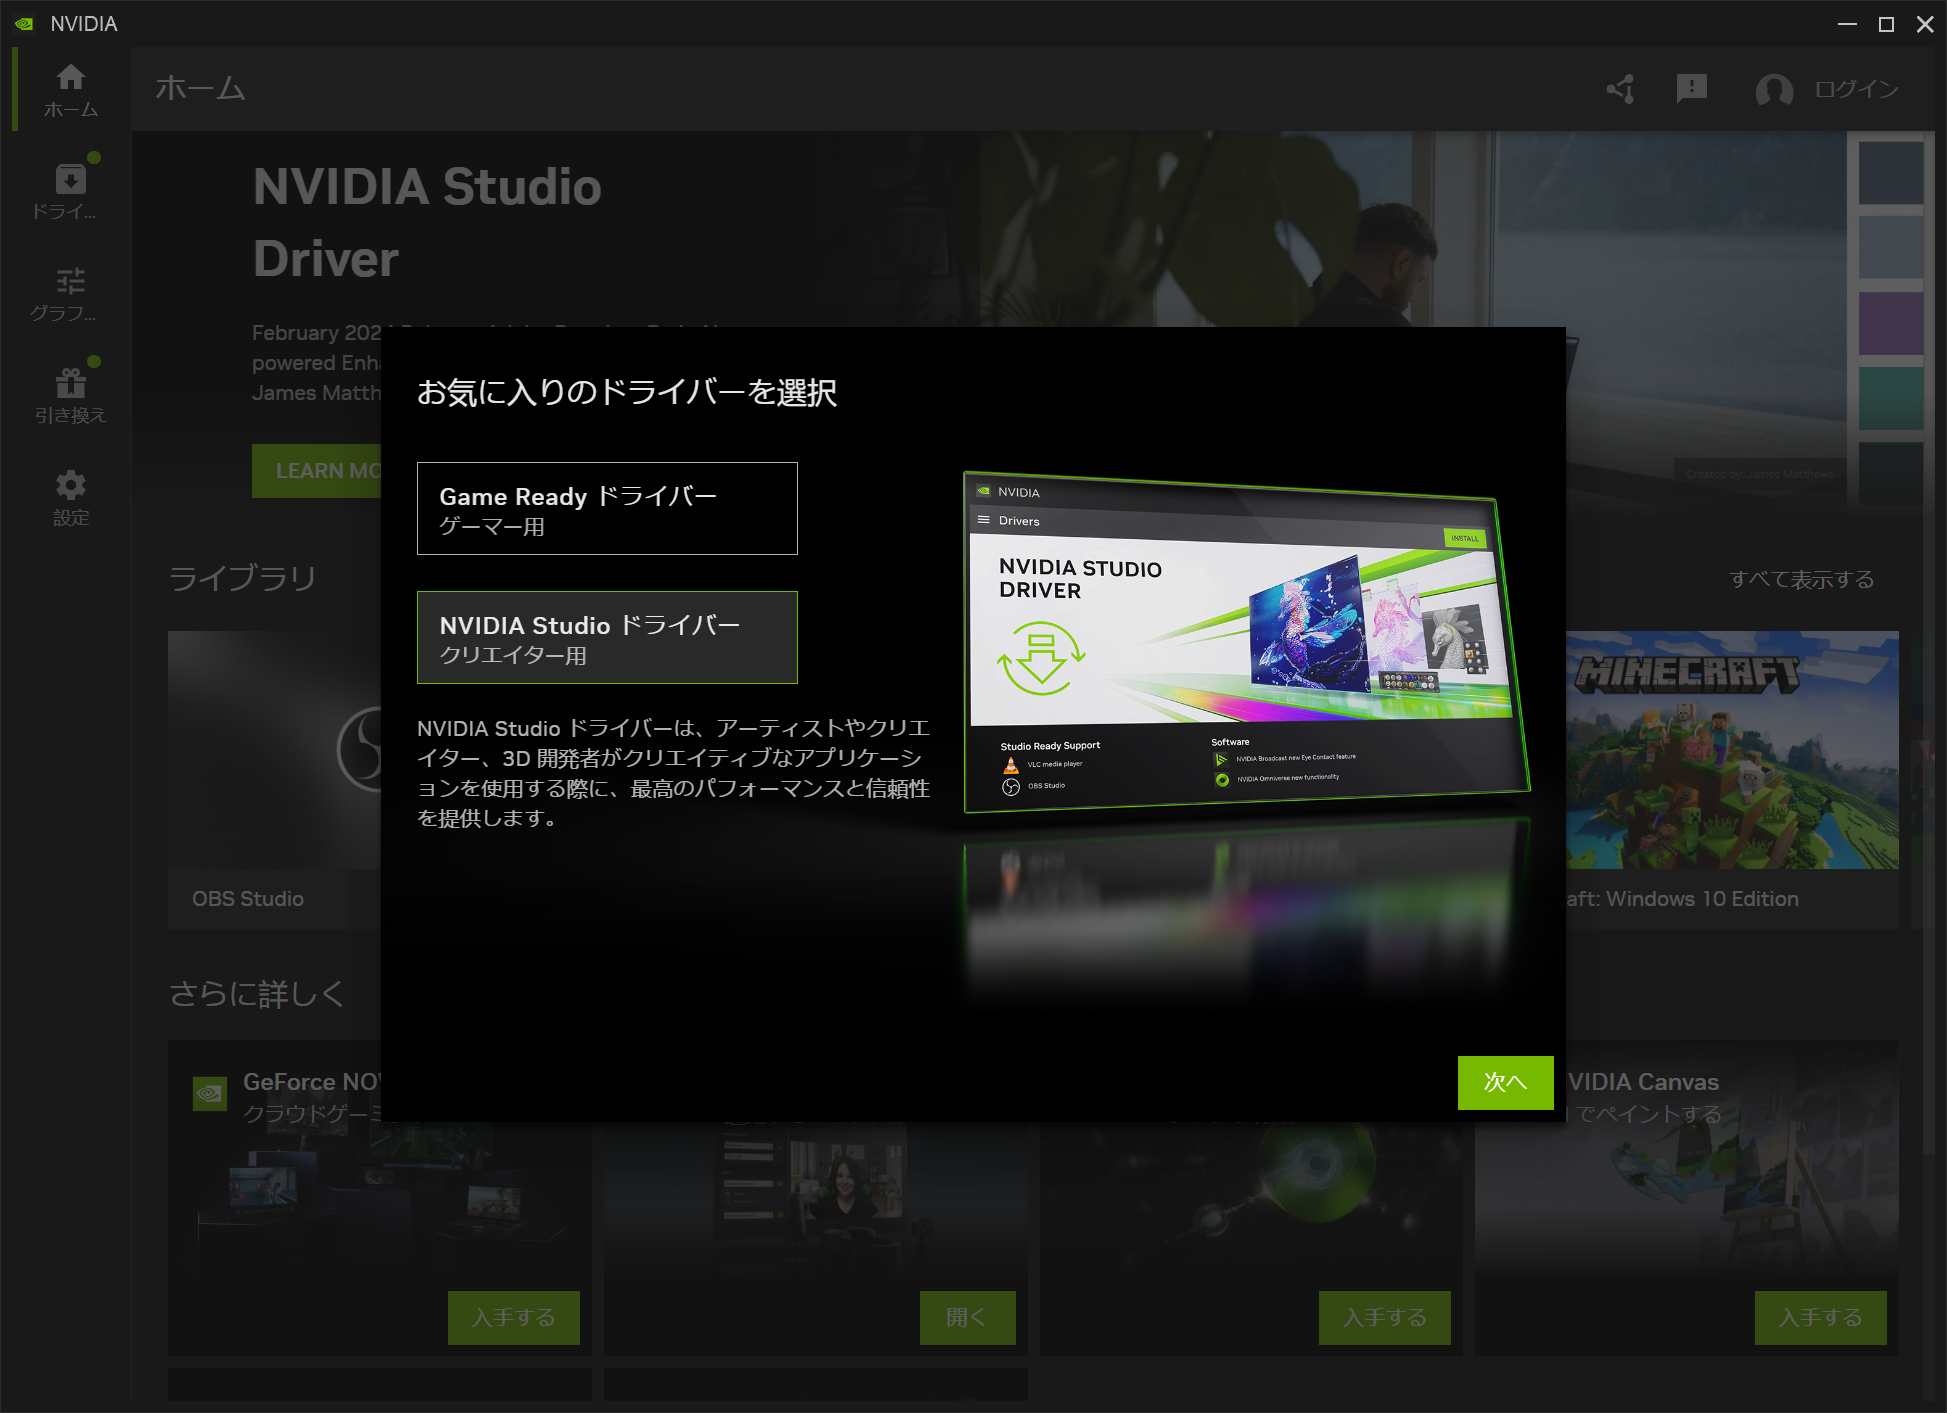 NVIDIA
ホーム
ログイン
ホーム
ドライ...
グラフ...
引き換え
設定
NVIDIA Studio
Driver
February 202
powered Enha
James Matth
LEARN MO
Created by: James Matthews
お気に入りのドライバーを選択
Game Ready ドライバー
ゲーマー用
NVIDIA Studio ドライバー
クリエイター用
NVIDIA Studio ドライバーは、アーティストやクリエ
イター、3D 開発者がクリエイティブなアプリケーシ
ョンを使用する際に、最高のパフォーマンスと信頼性
を提供します。
NVIDIA
Drivers
INSTALL
NVIDIA STUDIO
DRIVER
Studio Ready Support
VLC media player
OBS Studio
Software
NVIDIA Broadcast new Eye Contact feature
NVIDIA Omniverse new functionality
次へ
ライブラリ
すべて表示する
MINECRAFT
OBS Studio
aft: Windows 10 Edition
さらに詳しく
GeForce NOW
クラウドゲーミ
VIDIA Canvas
でペイントする
入手する
開く
入手する
入手する